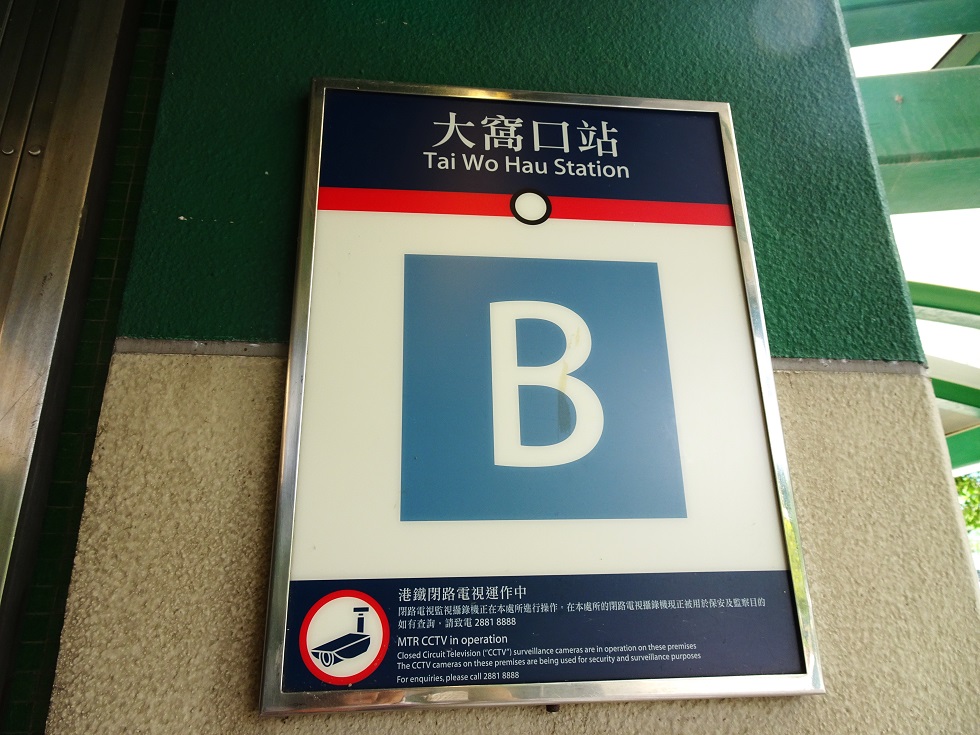 大窩口站
Tai Wo Hau Station
B
港鐵閉路電視運作中
閉路電視監視攝錄機正在本處所進行操作，在本處所的閉路電視攝錄機現正被用於保安及監察目的
如有查詢，請致電 2881 8888
MTR CCTV in operation
Closed Circuit Television ("CCTV") surveillance cameras are in operation on these premises
The CCTV cameras on these premises are being used for security and surveillance purposes
For enquiries, please call 2881 8888